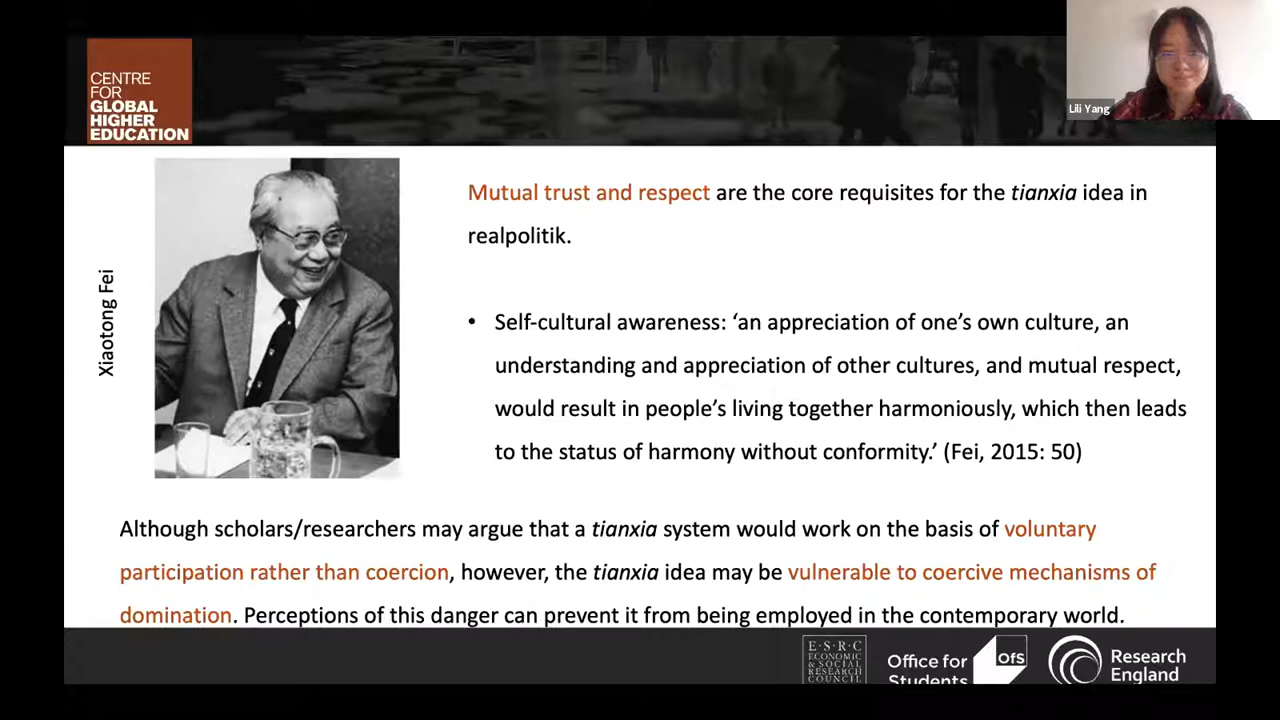 CENTRE
FOR
GLOBAL
HIGHER
EDUCATION
Lili Yang
Xiaotong Fei
Mutual trust and respect are the core requisites for the tianxia idea in
realpolitik.
• Self-cultural awareness: ‘an appreciation of one’s own culture, an
understanding and appreciation of other cultures, and mutual respect,
would result in people’s living together harmoniously, which then leads
to the status of harmony without conformity.’ (Fei, 2015: 50)
Although scholars/researchers may argue that a tianxia system would work on the basis of voluntary
participation rather than coercion, however, the tianxia idea may be vulnerable to coercive mechanisms of
domination. Perceptions of this danger can prevent it from being employed in the contemporary world.
E·S·R·C
ECONOMIC
& SOCIAL
RESEARCH
COUNCIL
Office for
Students
OfS
Research
England